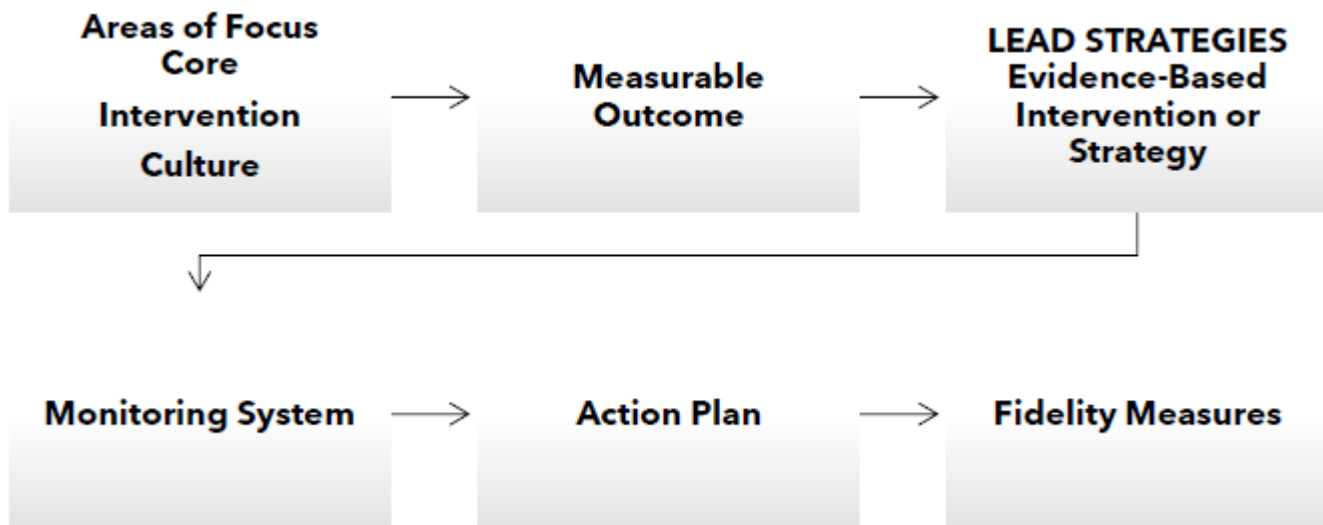 Areas of Focus
Core
Intervention
Culture
Measurable
Outcome
LEAD STRATEGIES
Evidence-Based
Intervention or
Strategy
Monitoring System
Action Plan
Fidelity Measures